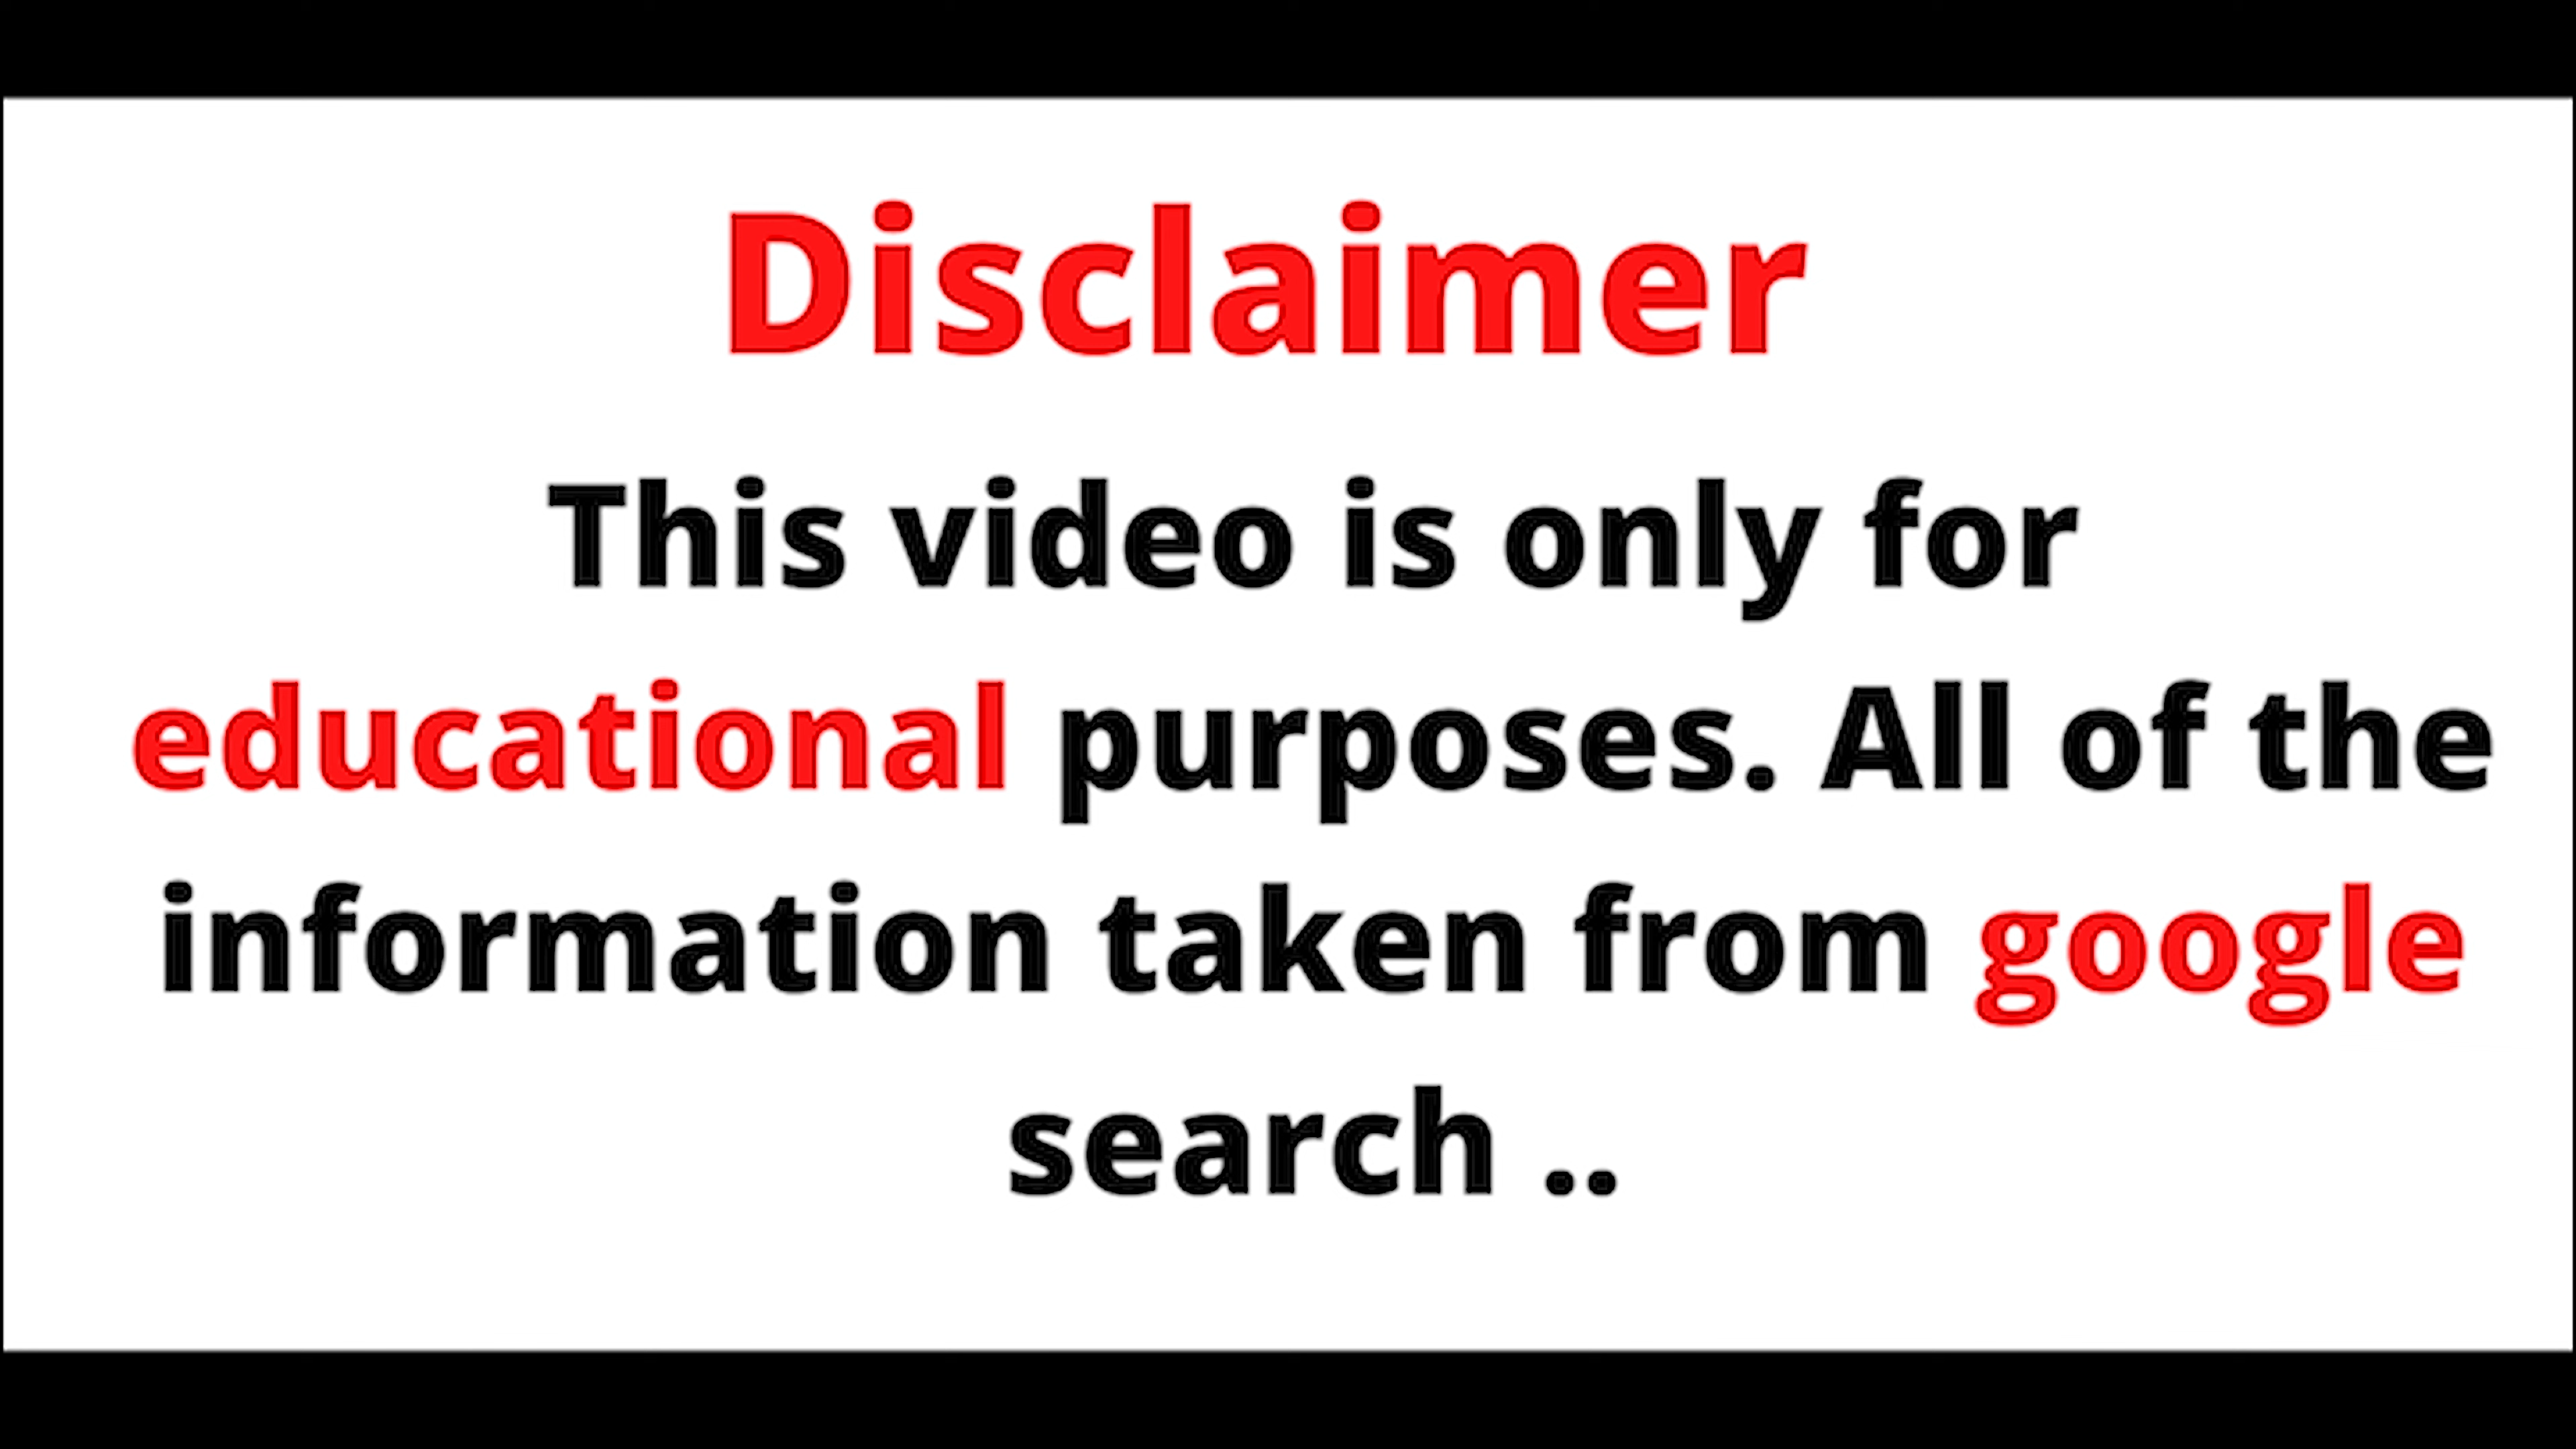 Disclaimer
This video is only for
educational purposes. All of the
information taken from google
search ..